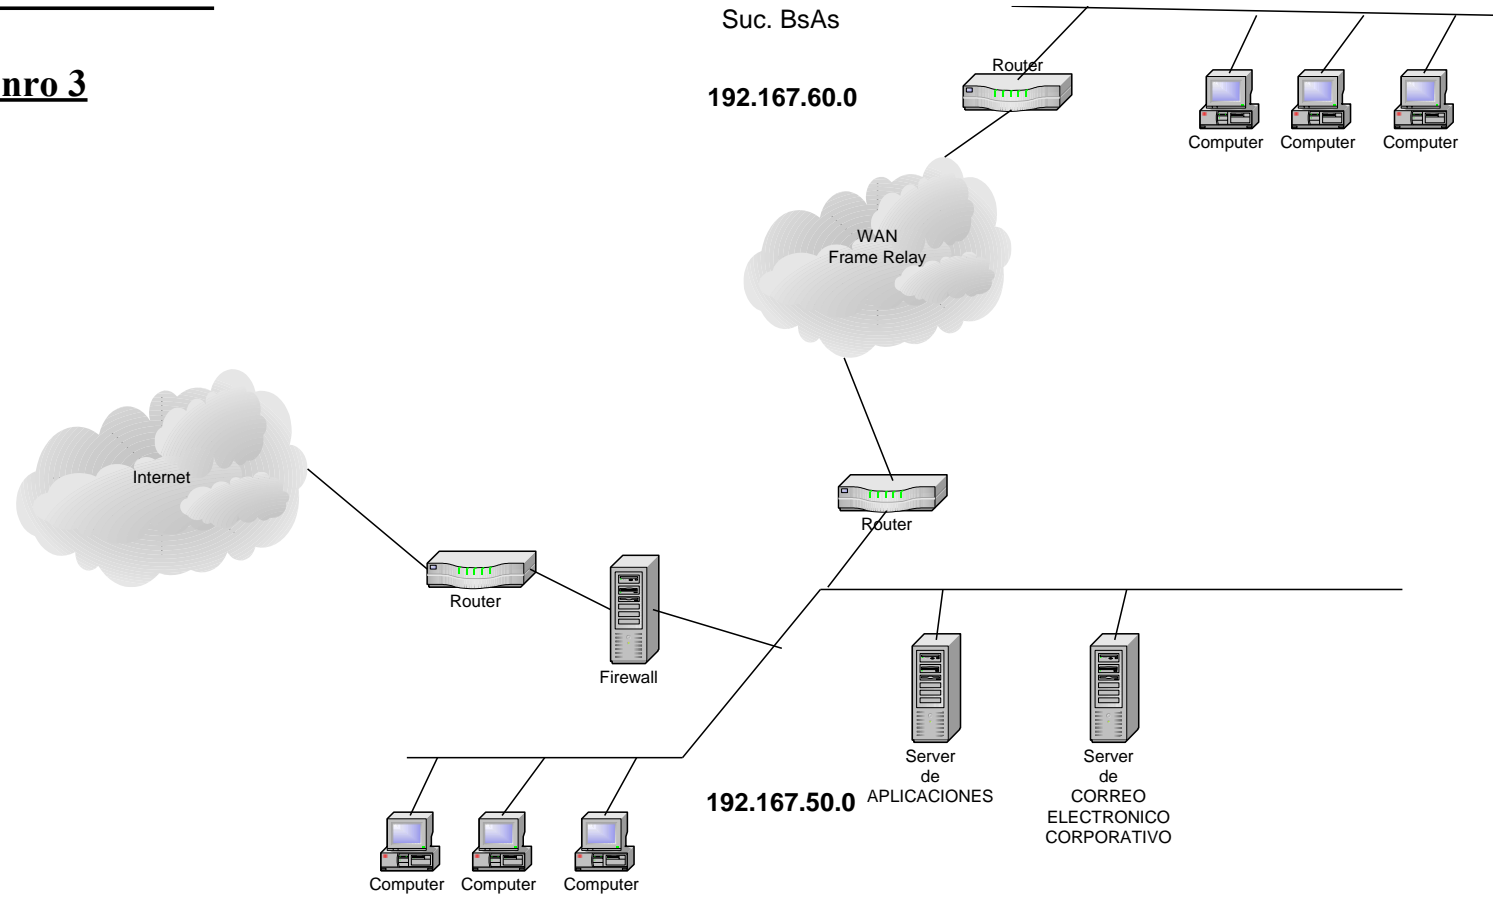 Suc. BsAs
nro 3
192.167.60.0
Router
Computer
Computer
Computer
WAN
Frame Relay
Internet
Router
Router
Firewall
Server
de
APLICACIONES
Server
de
CORREO
ELECTRONICO
CORPORATIVO
192.167.50.0
Computer
Computer
Computer